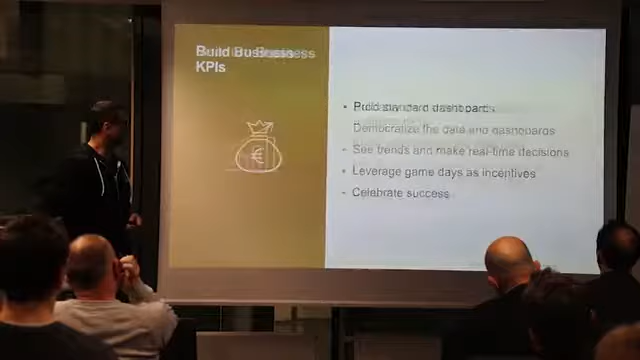 Build Business
KPIs
€
- Build standard dashboards
Democratize the data and dashboards
- See trends and make real-time decisions
- Leverage game days as incentives
- Celebrate success